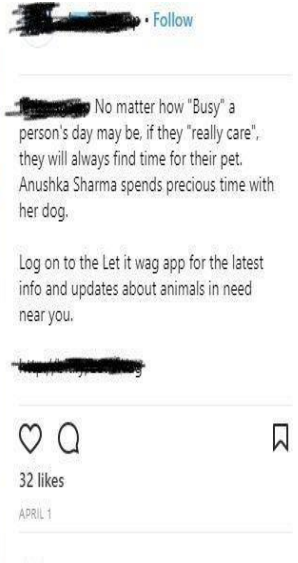 • Follow
No matter how "Busy" a
person's day may be, if they "really care",
they will always find time for their pet.
Anushka Sharma spends precious time with
her dog.
Log on to the Let it wag app for the latest
info and updates about animals in need
near you.
32 likes
APRIL 1